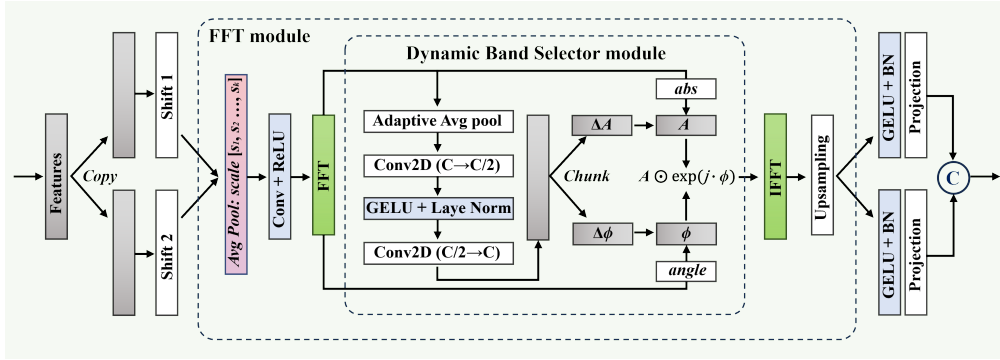 Features
Copy
Shift 1
Shift 2
FFT module
Avg Pool: scale [s₁, s₂ …, sₖ]
Conv + ReLU
FFT
Dynamic Band Selector module
Adaptive Avg pool
Conv2D (C→C/2)
GELU + Laye Norm
Conv2D (C/2→C)
Chunk
ΔA
Δϕ
abs
A
A ⊙ exp(j · ϕ)
ϕ
angle
IFFT
Upsampling
GELU + BN
Projection
GELU + BN
Projection
C